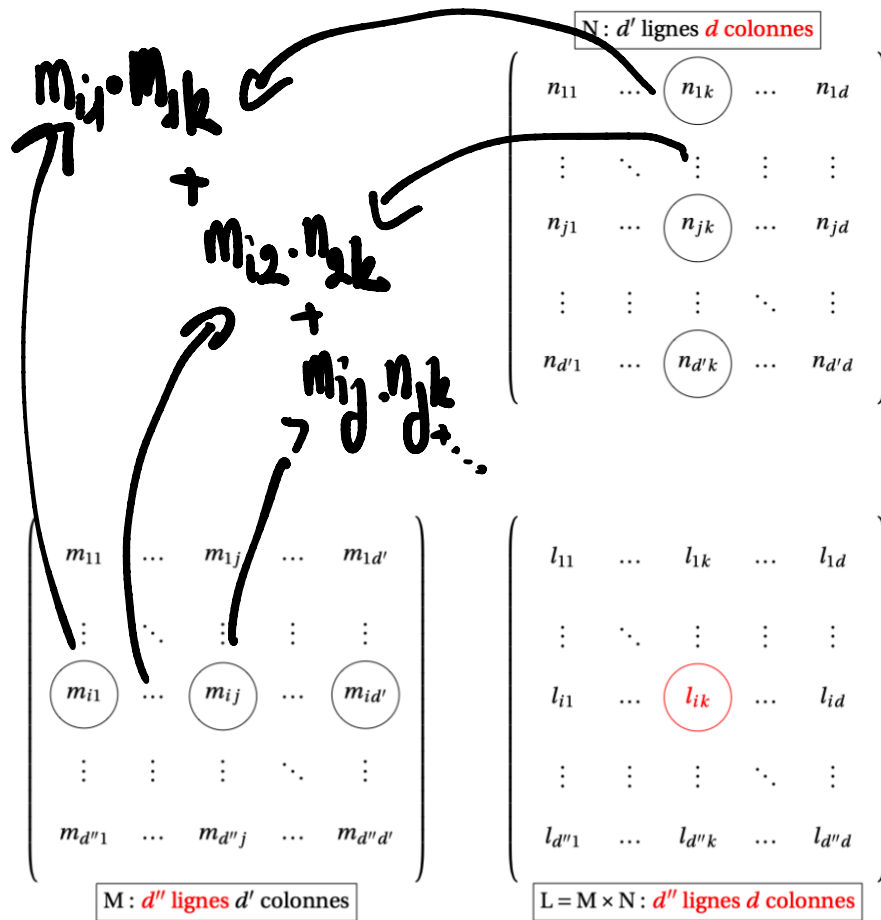 N : d′ lignes d colonnes
m_{i1} · m_{1k}
+
m_{i2} . n_{2k}
+
m_{ij} . n_{jk}
+ ...
n_{11} … n_{1k} … n_{1d}
⋮ ⋱ ⋮ ⋮ ⋮
n_{j1} … n_{jk} … n_{jd}
⋮ ⋮ ⋮ ⋱ ⋮
n_{d′1} … n_{d′k} … n_{d′d}
m_{11} … m_{1j} … m_{1d′}
⋮ ⋱ ⋮ ⋮ ⋮
m_{i1} … m_{ij} … m_{id′}
⋮ ⋮ ⋮ ⋱ ⋮
m_{d″1} … m_{d″j} … m_{d″d′}
M : d″ lignes d′ colonnes
l_{11} … l_{1k} … l_{1d}
⋮ ⋱ ⋮ ⋮ ⋮
l_{i1} … l_{ik} … l_{id}
⋮ ⋮ ⋮ ⋱ ⋮
l_{d″1} … l_{d″k} … l_{d″d}
L = M × N : d″ lignes d colonnes